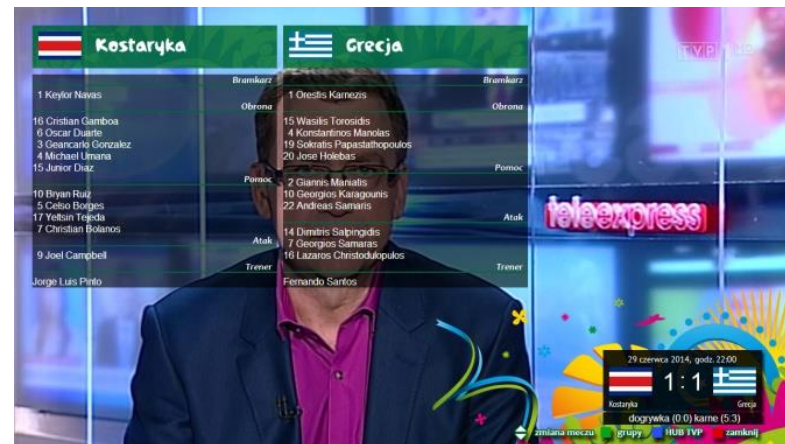 Kostaryka
Bramkarz
1 Keylor Navas
Obrona
16 Cristian Gamboa
6 Oscar Duarte
3 Geancarlo Gonzalez
4 Michael Umana
15 Junior Diaz
Pomoc
10 Bryan Ruiz
5 Celso Borges
17 Yeltsin Tejeda
7 Christian Bolanos
Atak
9 Joel Campbell
Trener
Jorge Luis Pinto
Grecja
Bramkarz
1 Orestis Karnezis
Obrona
15 Wasilis Torosidis
4 Konstantinos Manolas
19 Sokratis Papastathopoulos
20 Jose Holebas
Pomoc
2 Giannis Maniatis
10 Georgios Karagounis
22 Andreas Samaris
Atak
14 Dimitris Salpingidis
7 Georgios Samaras
16 Lazaros Christodulopulos
Trener
Fernando Santos
TVP HD
teleexpress
29 czerwca 2014, godz. 22:00
1 : 1
Kostaryka Grecja
dogrywka (0:0) karne (5:3)
zmiana meczu grupy HUB TVP zamknij